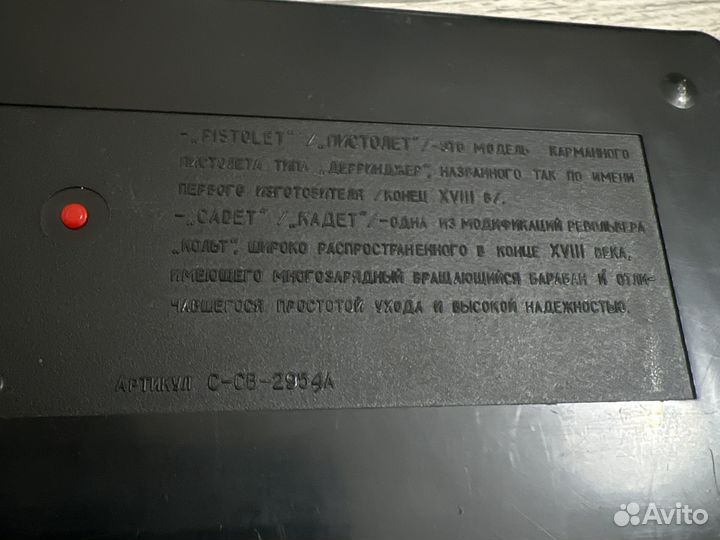 -„PISTOLET" /„ПИСТОЛЕТ"/-ЭТО МОДЕЛЬ КАРМАННОГО
ПИСТОЛЕТА ТИПА „ДЕРРИНДЖЕР", НАЗВАННОГО ТАК ПО ИМЕНИ
ПЕРВОГО ИЗГОТОВИТЕЛЯ /КОНЕЦ XVIII В/.
-„CADET" /„КАДЕТ"/-ОДНА ИЗ МОДИФИКАЦИЙ РЕВОЛЬВЕРА
„КОЛЬТ", ШИРОКО РАСПРОСТРАНЕННОГО В КОНЦЕ XVIII ВЕКА,
ИМЕЮЩЕГО МНОГОЗАРЯДНЫЙ ВРАЩАЮЩИЙСЯ БАРАБАН И ОТЛИ-
ЧАВШЕГОСЯ ПРОСТОТОЙ УХОДА И ВЫСОКОЙ НАДЕЖНОСТЬЮ.
АРТИКУЛ С-СБ-2954А
Avito